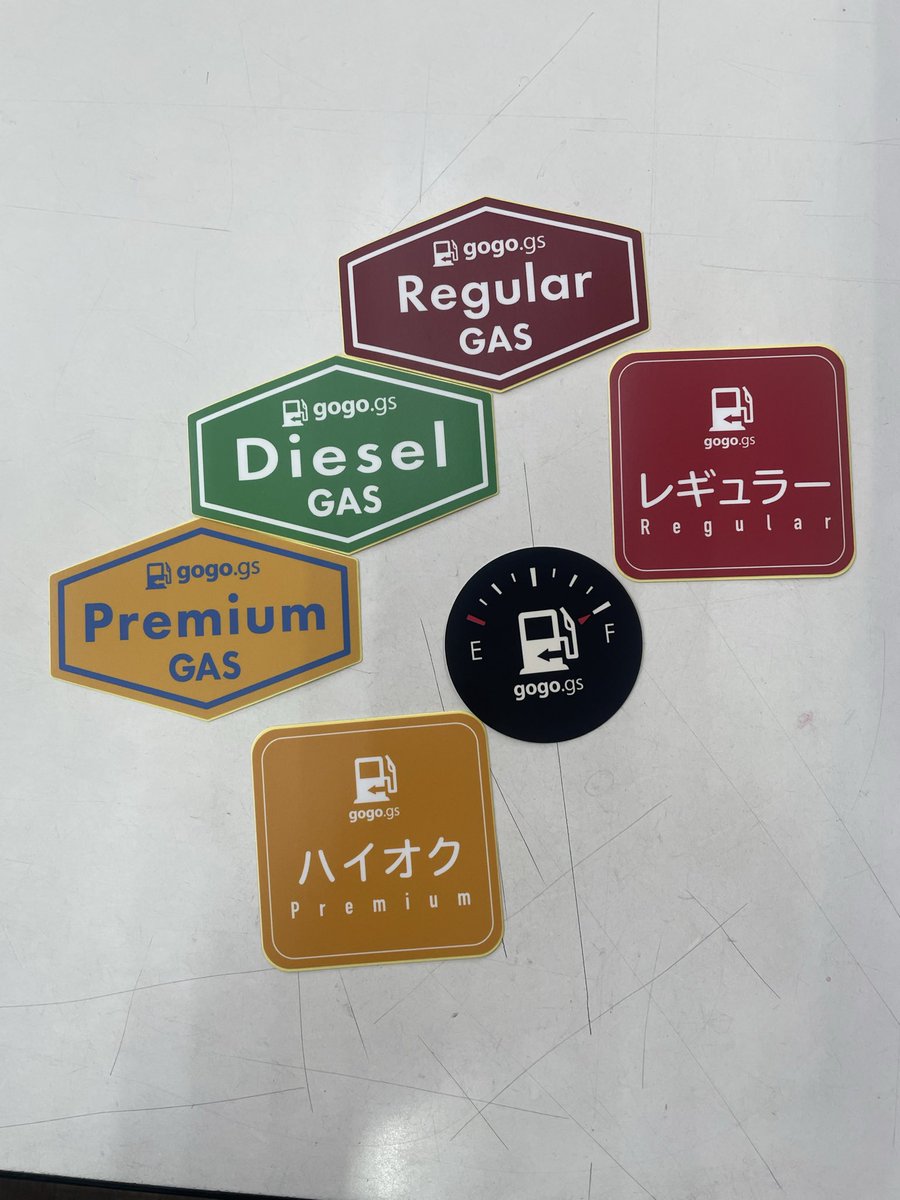 gogo.gs
Regular
GAS
gogo.gs
Diesel
GAS
gogo.gs
レギュラー
Regular
gogo.gs
Premium
GAS
E
F
gogo.gs
gogo.gs
ハイオク
Premium